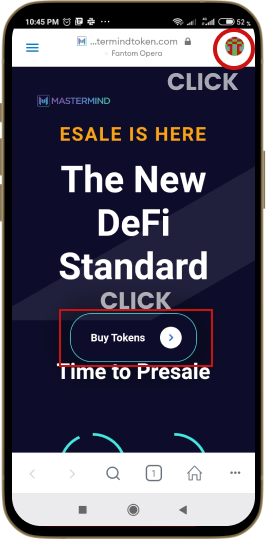 10:45 PM
52
...termindtoken.com
Fantom Opera
CLICK
MASTERMIND
ESALE IS HERE
The New
DeFi
Standard
CLICK
Buy Tokens
Time to Presale
1